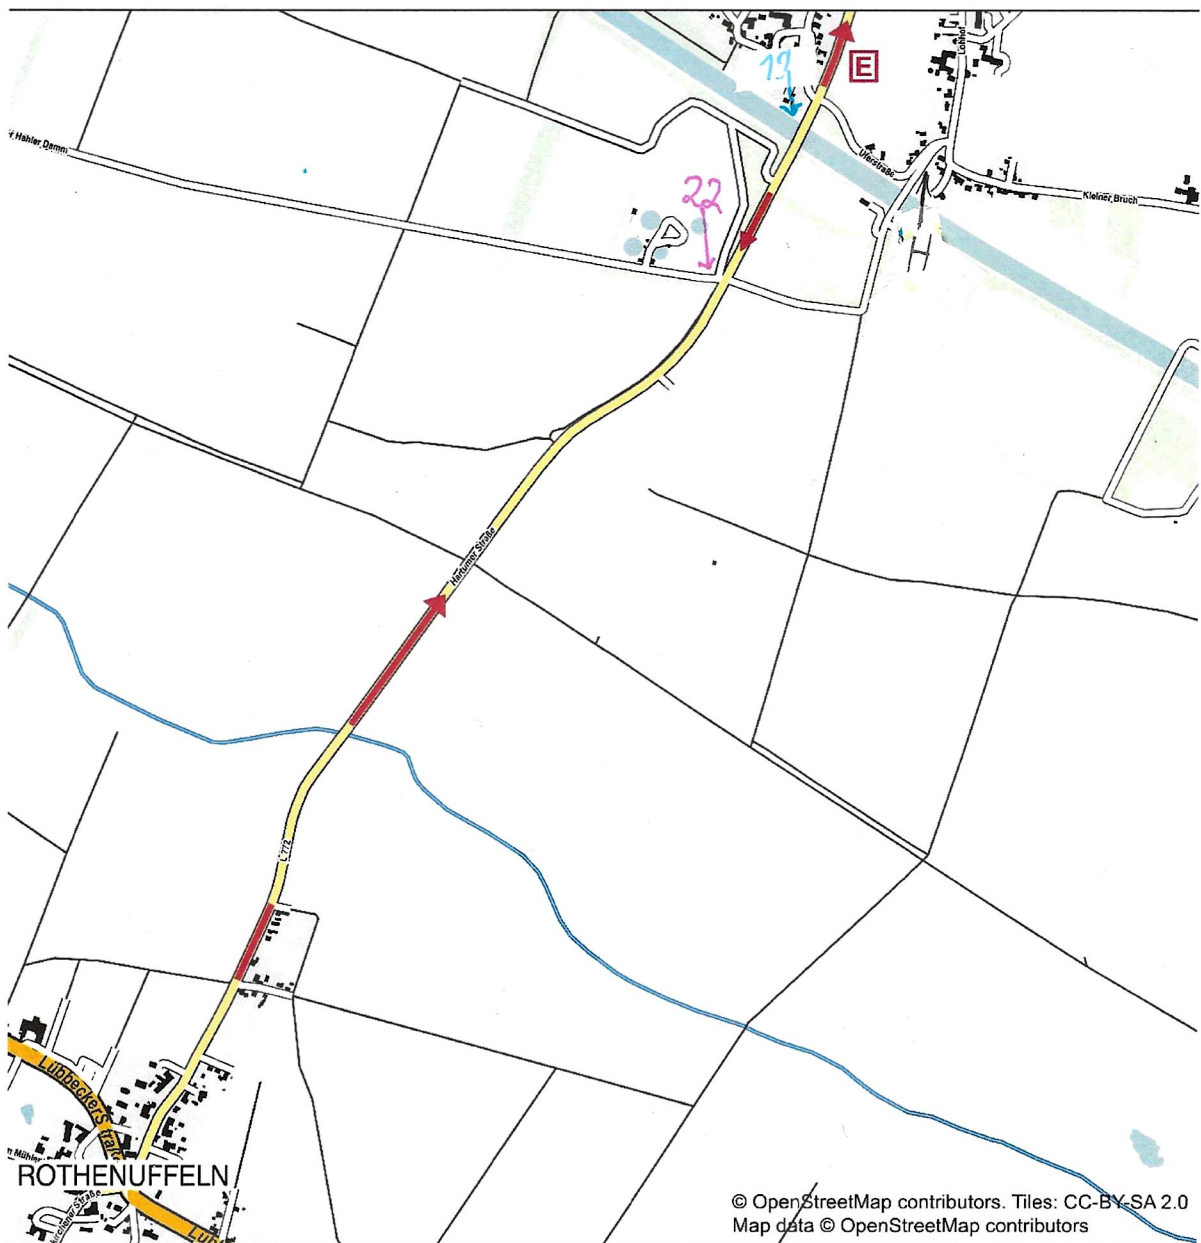 Lohhof
13
E
Hahler Damm
Uferstraße
Kleiner Bruch
22
Hartumer Straße
L 772
Lübbecker Straße
ROTHENUFFELN
© OpenStreetMap contributors. Tiles: CC-BY-SA 2.0
Map data © OpenStreetMap contributors